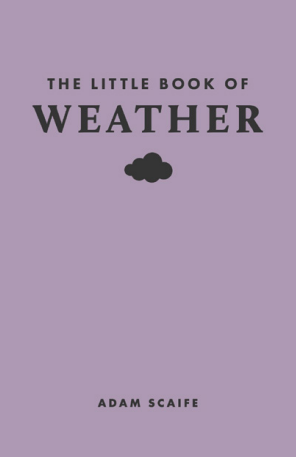 THE LITTLE BOOK OF
WEATHER
ADAM SCAIFE